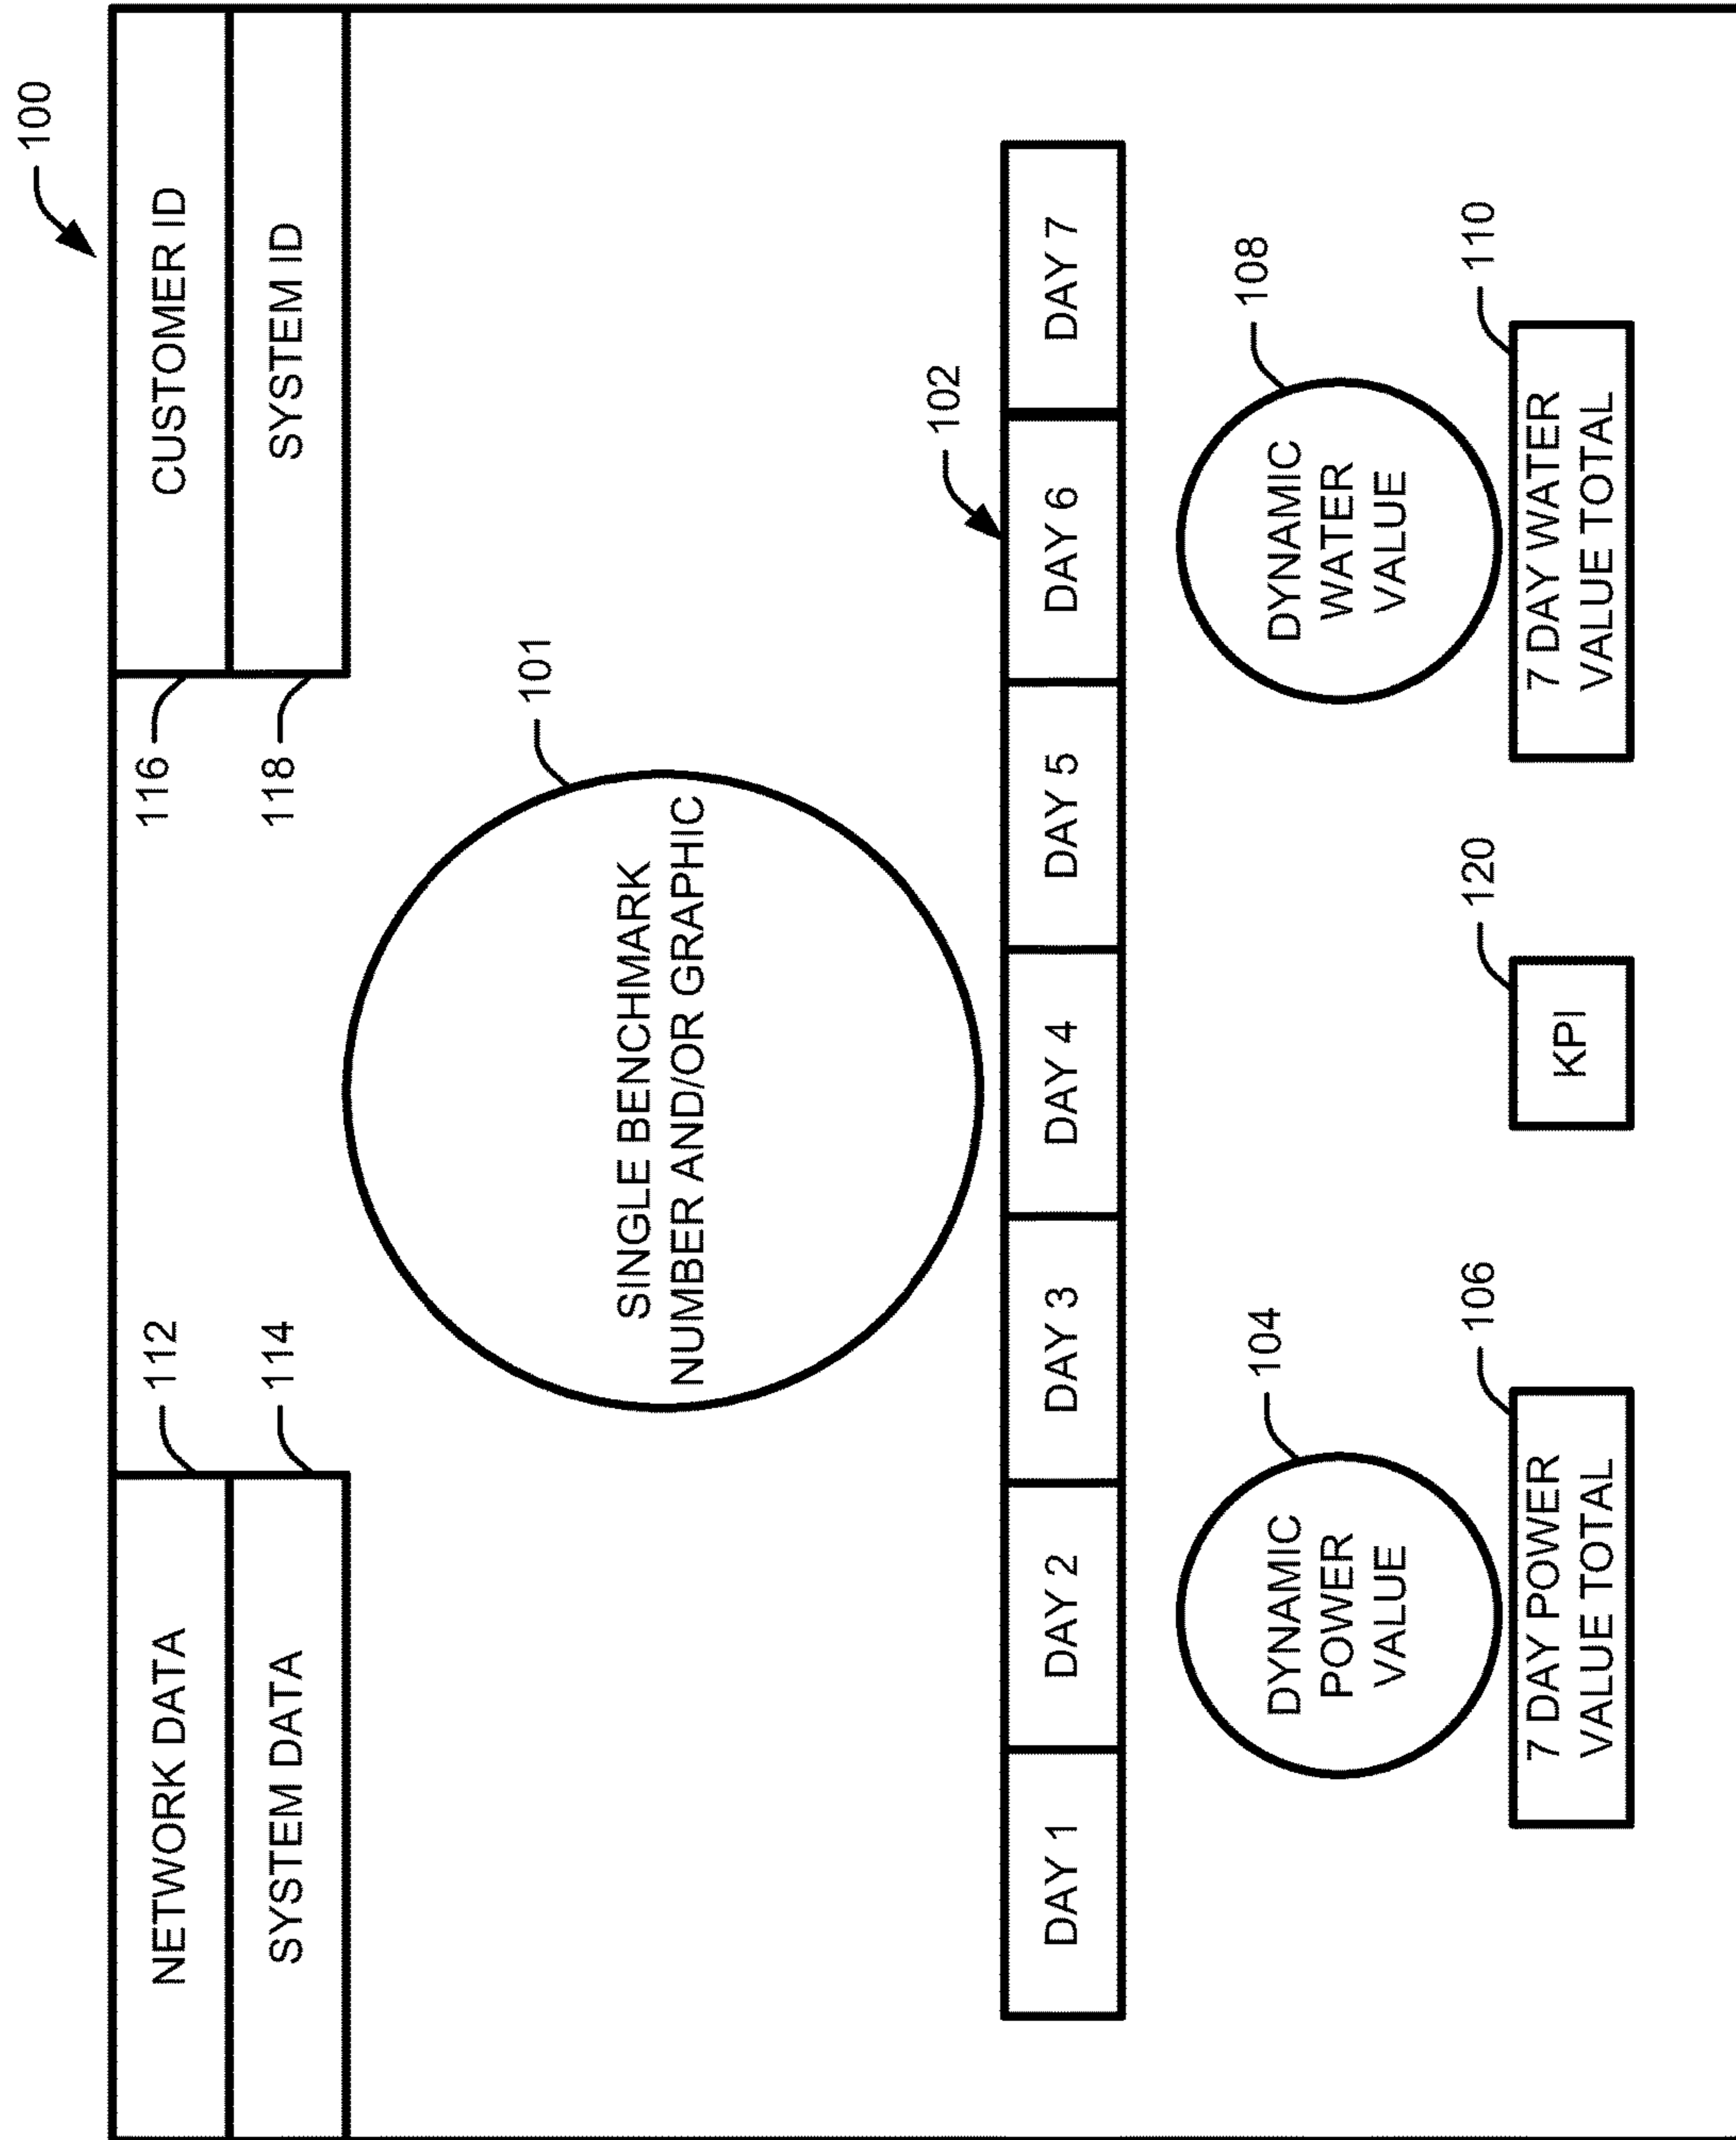 100
NETWORK DATA
112
116
CUSTOMER ID
SYSTEM DATA
114
118
SYSTEM ID
101
SINGLE BENCHMARK
NUMBER AND/OR GRAPHIC
102
DAY 1
DAY 2
DAY 3
DAY 4
DAY 5
DAY 6
DAY 7
104
DYNAMIC
POWER
VALUE
108
DYNAMIC
WATER
VALUE
106
7 DAY POWER
VALUE TOTAL
120
KPI
110
7 DAY WATER
VALUE TOTAL